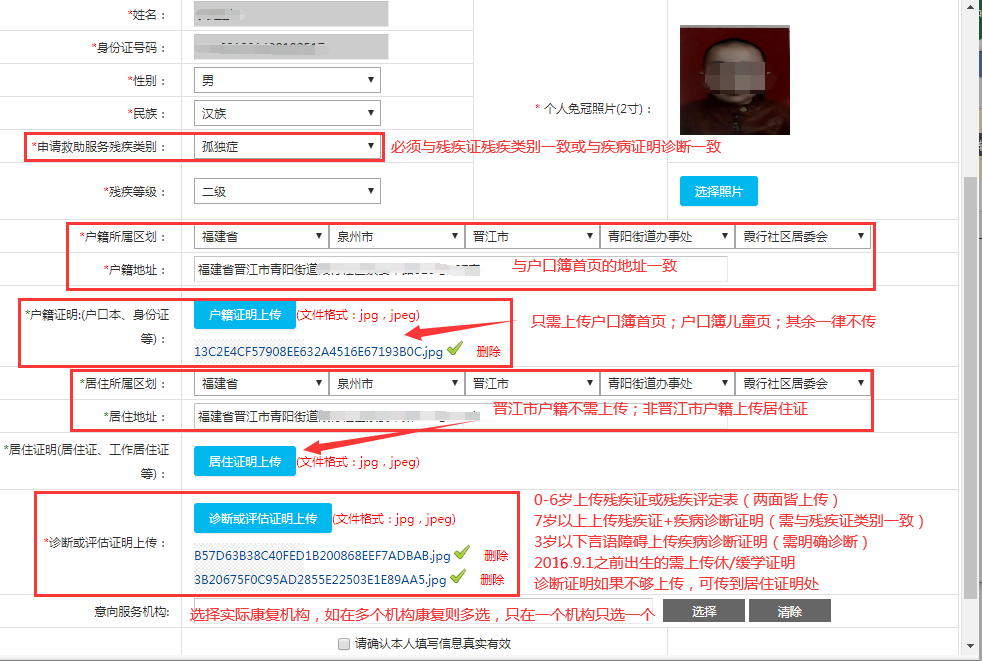 *姓名：
*身份证号码：
*性别： 男
*民族： 汉族
* 个人免冠照片(2寸)：
*申请救助服务残疾类别： 孤独症
必须与残疾证残疾类别一致或与疾病证明诊断一致
*残疾等级： 二级
选择照片
*户籍所属区划： 福建省 泉州市 晋江市 青阳街道办事处 霞行社区居委会
*户籍地址： 福建省晋江市青阳街道
与户口簿首页的地址一致
*户籍证明:(户口本、身份证
等)：
户籍证明上传 (文件格式：jpg，jpeg)
只需上传户口簿首页；户口簿儿童页；其余一律不传
13C2E4CF57908EE632A4516E67193B0C.jpg 删除
*居住所属区划： 福建省 泉州市 晋江市 青阳街道办事处 霞行社区居委会
*居住地址： 福建省晋江市青阳街道
晋江市户籍不需上传；非晋江市户籍上传居住证
*居住证明(居住证、工作居住证
等)：
居住证明上传 (文件格式：jpg，jpeg)
*诊断或评估证明上传：
诊断或评估证明上传 (文件格式：jpg，jpeg)
B57D63B38C40FED1B200868EEF7ADBAB.jpg 删除
3B20675F0C95AD2855E22503E1E89AA5.jpg 删除
0-6岁上传残疾证或残疾评定表（两面皆上传）
7岁以上上传残疾证+疾病诊断证明（需与残疾证类别一致）
3岁以下言语障碍上传疾病诊断证明（需明确诊断）
2016.9.1之前出生的需上传休/缓学证明
诊断证明如果不够上传，可传到居住证明处
意向服务机构: 选择实际康复机构，如在多个机构康复则多选，只在一个机构只选一个 选择 清除
请确认本人填写信息真实有效